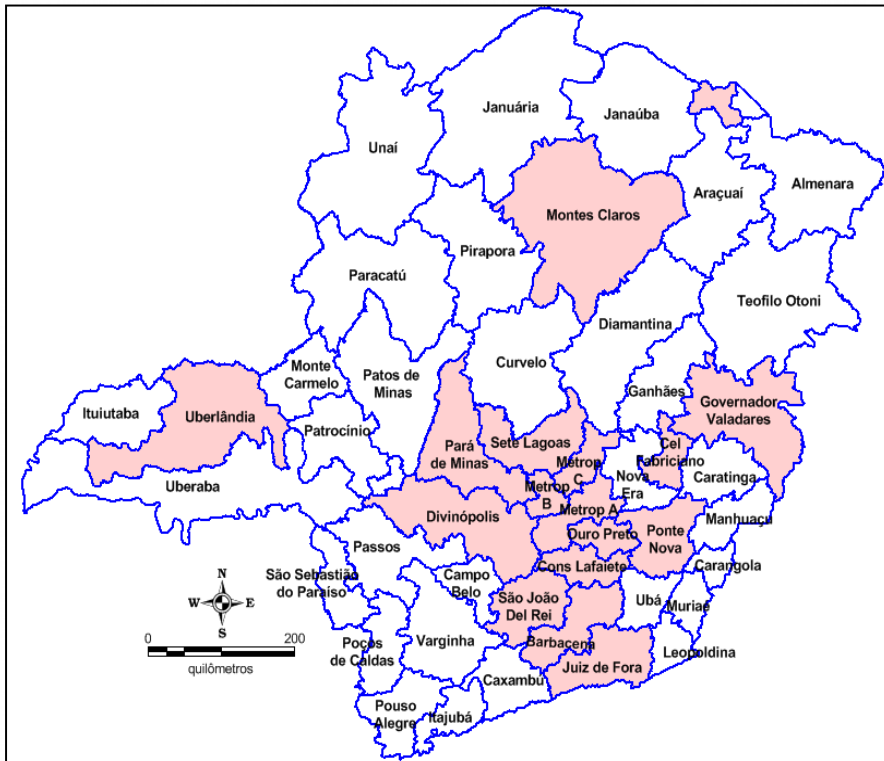 Januária
Janaúba
Unaí
Araçuaí
Almenara
Montes Claros
Pirapora
Paracatú
Teofilo Otoni
Diamantina
Monte
Carmelo
Patos de
Minas
Curvelo
Ganhães
Governador
Valadares
Ituiutaba
Uberlândia
Patrocínio
Pará
de Minas
Sete Lagoas
Cel
Fabriciano
Metrop
C
Nova
Era
Caratinga
Uberaba
Metrop
B
Metrop A
Divinópolis
Manhuaçu
Ouro Preto
Ponte
Nova
Passos
Carangola
Cons Lafaiete
São Sebastião
do Paraíso
Campo
Belo
São João
Del Rei
Ubá
Muriaé
N
W
E
S
0
200
quilômetros
Poços
de Caldas
Varginha
Barbacena
Juiz de Fora
Leopoldina
Caxambú
Pouso
Alegre
Itajubá